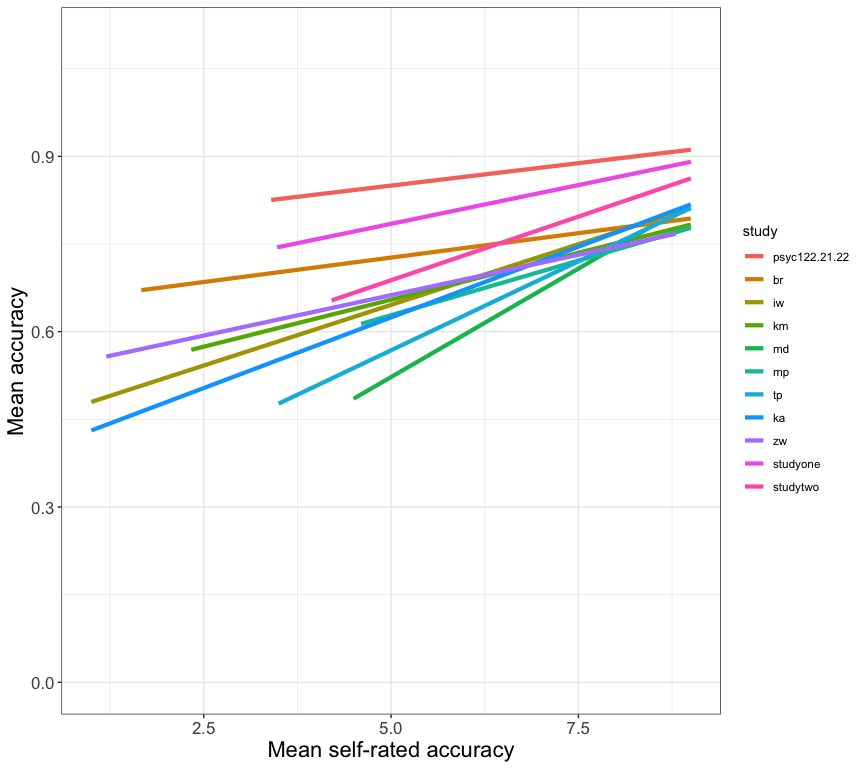 Mean accuracy
0.9
0.6
0.3
0.0
2.5 5.0 7.5
Mean self-rated accuracy
study
psyc122.21.22
br
iw
km
md
mp
tp
ka
zw
studyone
studytwo